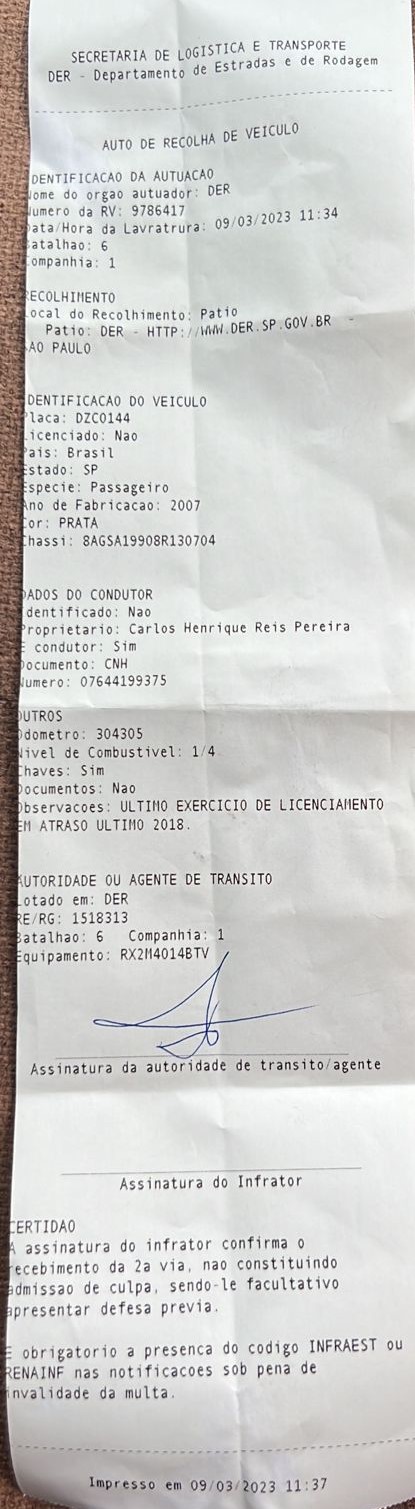 SECRETARIA DE LOGISTICA E TRANSPORTE
DER - Departamento de Estradas e de Rodagem
AUTO DE RECOLHA DE VEICULO
DENTIFICACAO DA AUTUACAO
Nome do orgao autuador: DER
Numero da RV: 9786417
Data/Hora da Lavratrura: 09/03/2023 11:34
Batalhao: 6
Companhia: 1
RECOLHIMENTO
Local do Recolhimento: Patio
Patio: DER - HTTP://WWW.DER.SP.GOV.BR -
SAO PAULO
DENTIFICACAO DO VEICULO
Placa: DZC0144
Licenciado: Nao
Pais: Brasil
Estado: SP
Especie: Passageiro
Ano de Fabricacao: 2007
Cor: PRATA
Chassi: 8AGSA19908R130704
DADOS DO CONDUTOR
Identificado: Nao
Proprietario: Carlos Henrique Reis Pereira
E condutor: Sim
Documento: CNH
Numero: 07644199375
OUTROS
Odometro: 304305
Nivel de Combustivel: 1/4
Chaves: Sim
Documentos: Nao
Observacoes: ULTIMO EXERCICIO DE LICENCIAMENTO
EM ATRASO ULTIMO 2018.
AUTORIDADE OU AGENTE DE TRANSITO
Lotado em: DER
RE/RG: 1518313
Batalhao: 6 Companhia: 1
Equipamento: RX2M4014BTV
Assinatura da autoridade de transito/agente
Assinatura do Infrator
CERTIDAO
A assinatura do infrator confirma o
recebimento da 2a via, nao constituindo
admissao de culpa, sendo-le facultativo
apresentar defesa previa.
E obrigatorio a presenca do codigo INFRAEST ou
RENAINF nas notificacoes sob pena de
invalidade da multa.
Impresso em 09/03/2023 11:37